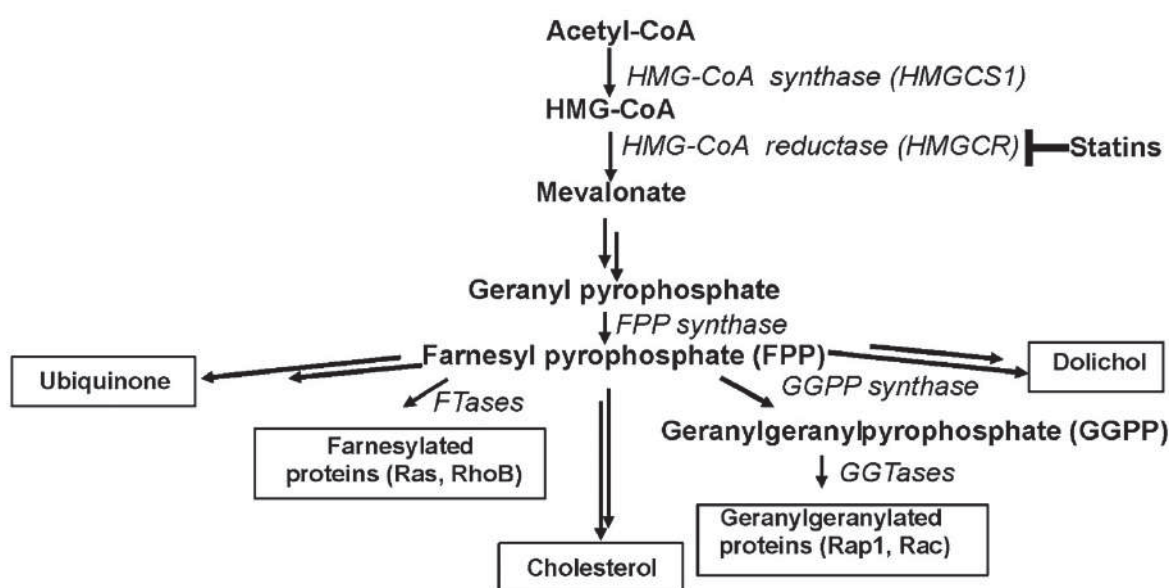 Acetyl-CoA
HMG-CoA synthase (HMGCS1)
HMG-CoA
HMG-CoA reductase (HMGCR)
Statins
Mevalonate
Geranyl pyrophosphate
FPP synthase
Farnesyl pyrophosphate (FPP)
Ubiquinone
Dolichol
FTases
GGPP synthase
Farnesylated
proteins (Ras, RhoB)
Geranylgeranylpyrophosphate (GGPP)
GGTases
Geranylgeranylated
proteins (Rap1, Rac)
Cholesterol